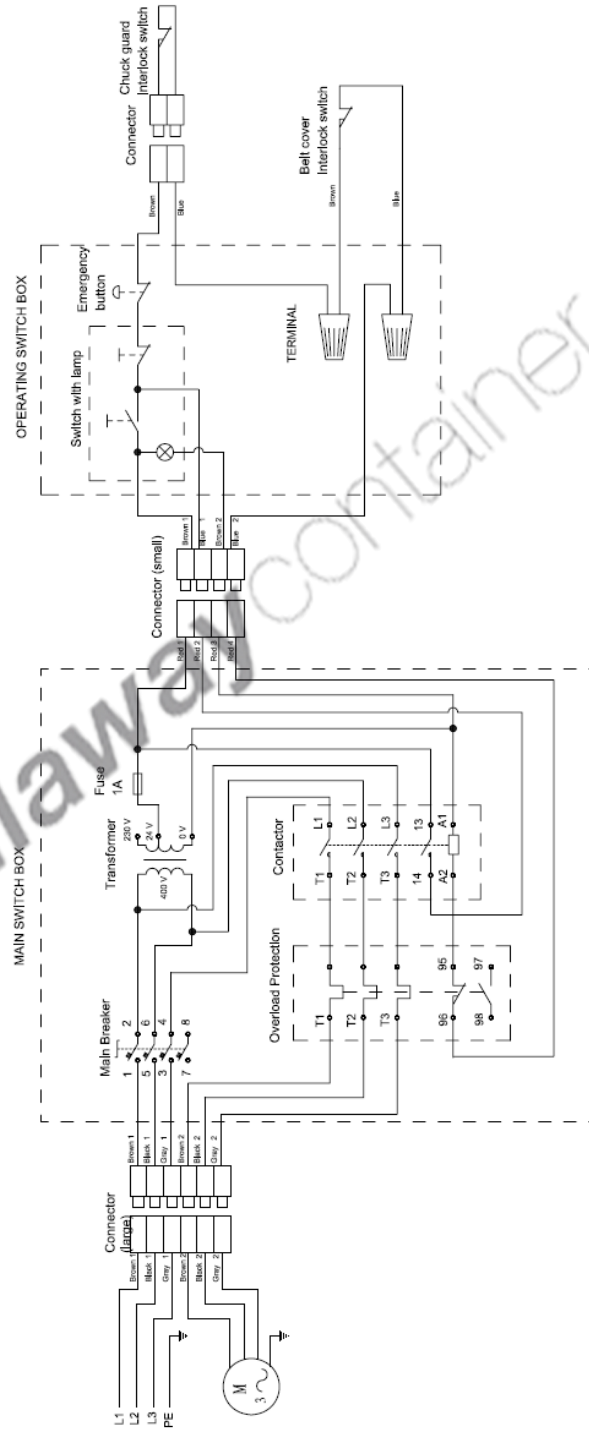 MAIN SWITCH BOX
OPERATING SWITCH BOX
L1
L2
L3
PE
M
3
Connector
(large)
Brown 1
Black 1
Gray 1
Brown 2
Black 2
Gray 2
Brown 1
Black 1
Gray 1
Brown 2
Black 2
Gray 2
Main Breaker
1
2
5
6
3
4
7
8
Transformer
400 V
230 V
24 V
0 V
Fuse
1A
Overload Protection
T1
T2
T3
96
95
98
97
Contactor
T1
L1
T2
L2
T3
L3
14
13
A2
A1
Connector (small)
Red 1
Red 2
Red 3
Red 4
Brown 1
Blue 1
Brown 2
Blue 2
Switch with lamp
Emergency
button
TERMINAL
Connector
Brown
Blue
Chuck guard
Interlock switch
Belt cover
Interlock switch
Brown
Blue
lawaycontainer